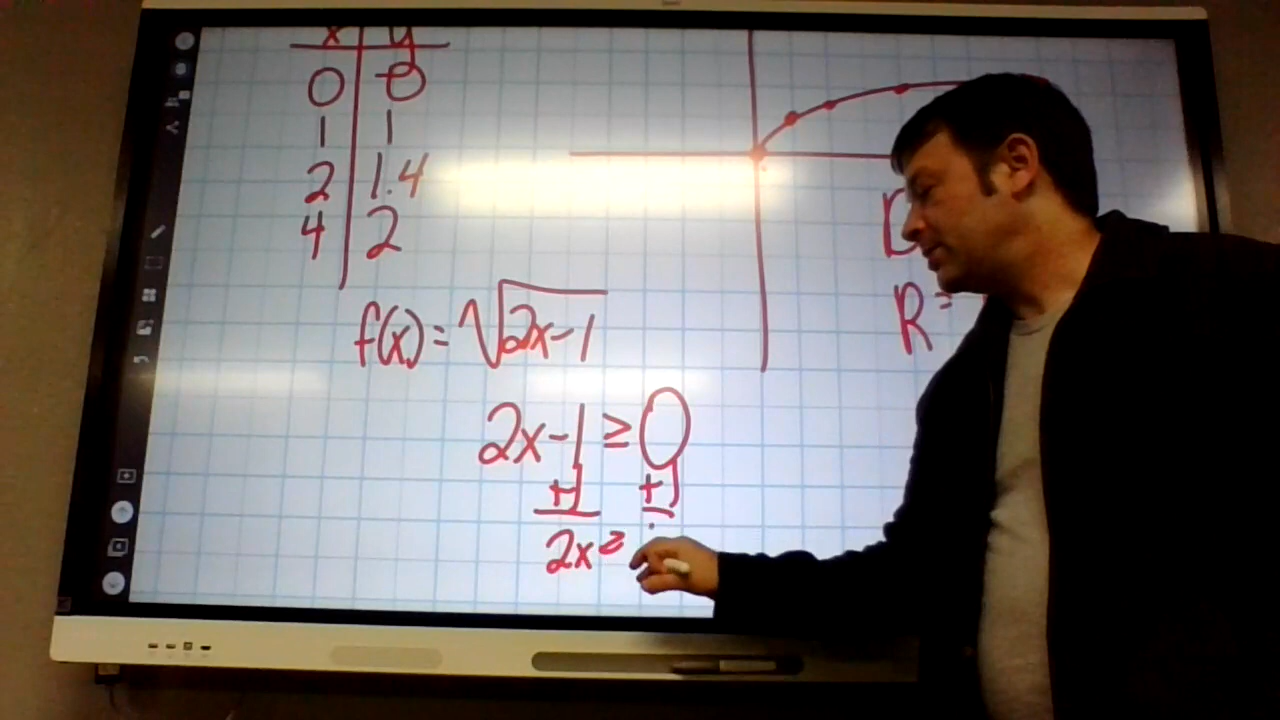 x y
0 0
1 1
2 1.4
4 2
R =
f(x) = √2x-1
2x-1 ≥ 0
+1 +1
2x ≥